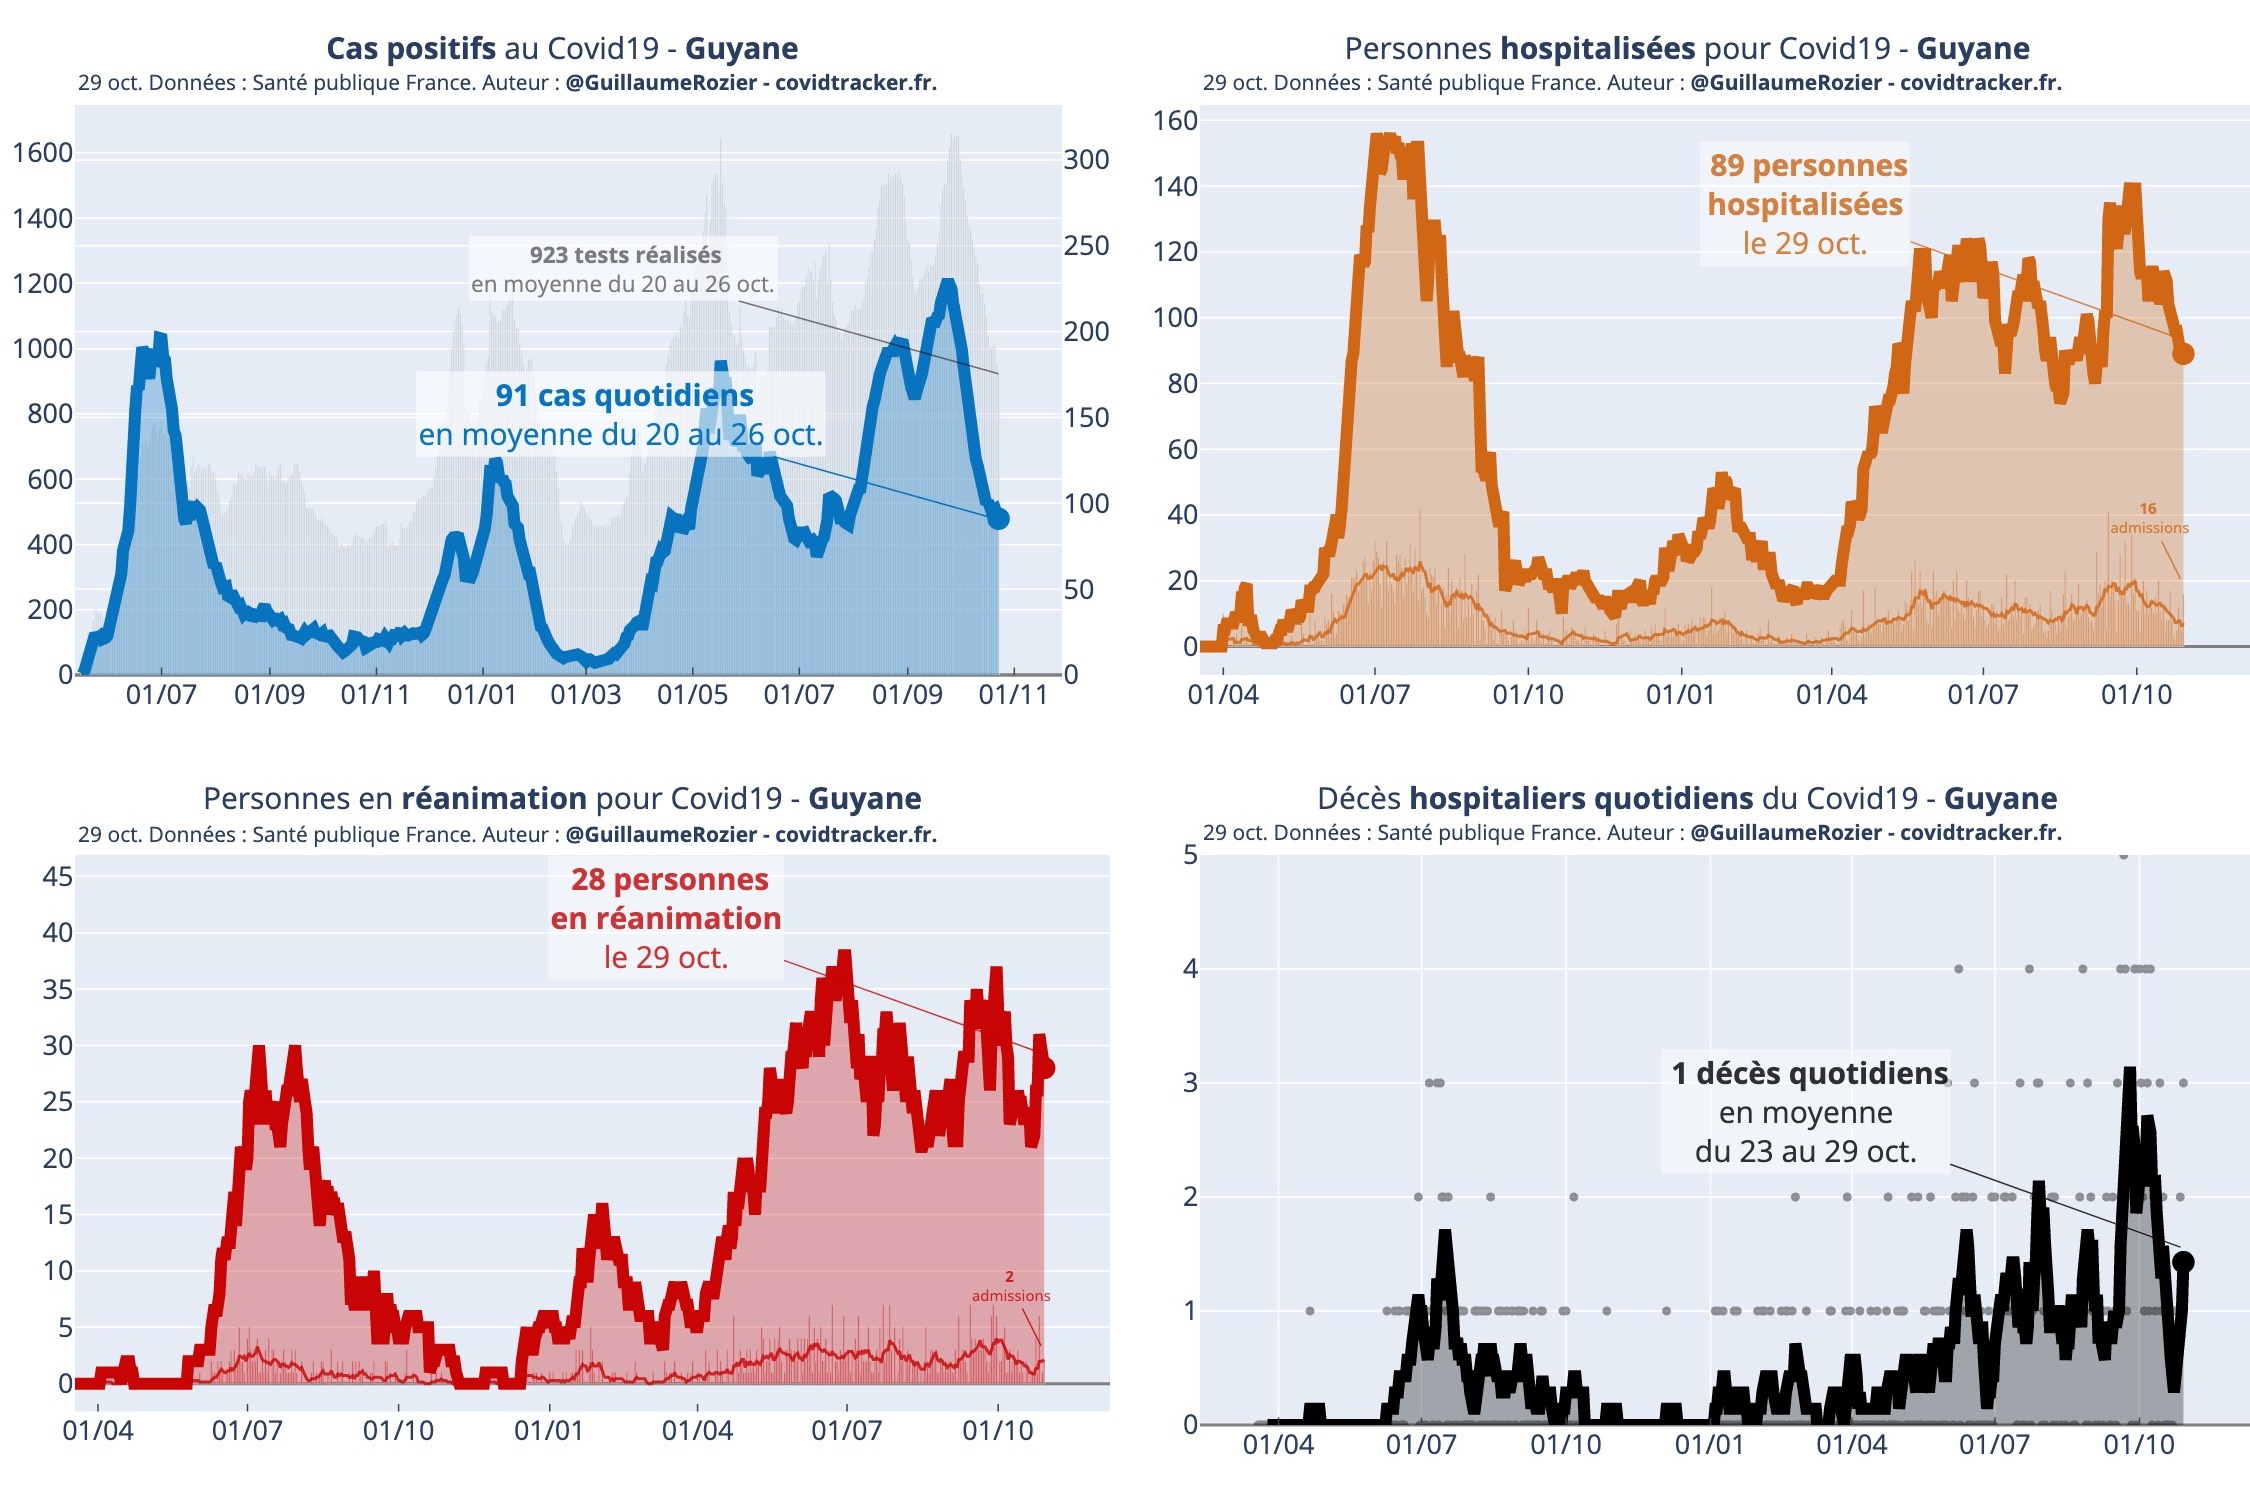 Cas positifs au Covid19 - Guyane
29 oct. Données : Santé publique France. Auteur : @GuillaumeRozier - covidtracker.fr.
1600
1400
1200
1000
800
600
400
200
0
300
250
200
150
100
50
0
923 tests réalisés
en moyenne du 20 au 26 oct.
91 cas quotidiens
en moyenne du 20 au 26 oct.
01/07 01/09 01/11 01/01 01/03 01/05 01/07 01/09 01/11
Personnes hospitalisées pour Covid19 - Guyane
29 oct. Données : Santé publique France. Auteur : @GuillaumeRozier - covidtracker.fr.
160
140
120
100
80
60
40
20
0
89 personnes
hospitalisées
le 29 oct.
16
admissions
01/04 01/07 01/10 01/01 01/04 01/07 01/10
Personnes en réanimation pour Covid19 - Guyane
29 oct. Données : Santé publique France. Auteur : @GuillaumeRozier - covidtracker.fr.
45
40
35
30
25
20
15
10
5
0
28 personnes
en réanimation
le 29 oct.
2
admissions
01/04 01/07 01/10 01/01 01/04 01/07 01/10
Décès hospitaliers quotidiens du Covid19 - Guyane
29 oct. Données : Santé publique France. Auteur : @GuillaumeRozier - covidtracker.fr.
5
4
3
2
1
0
1 décès quotidiens
en moyenne
du 23 au 29 oct.
01/04 01/07 01/10 01/01 01/04 01/07 01/10